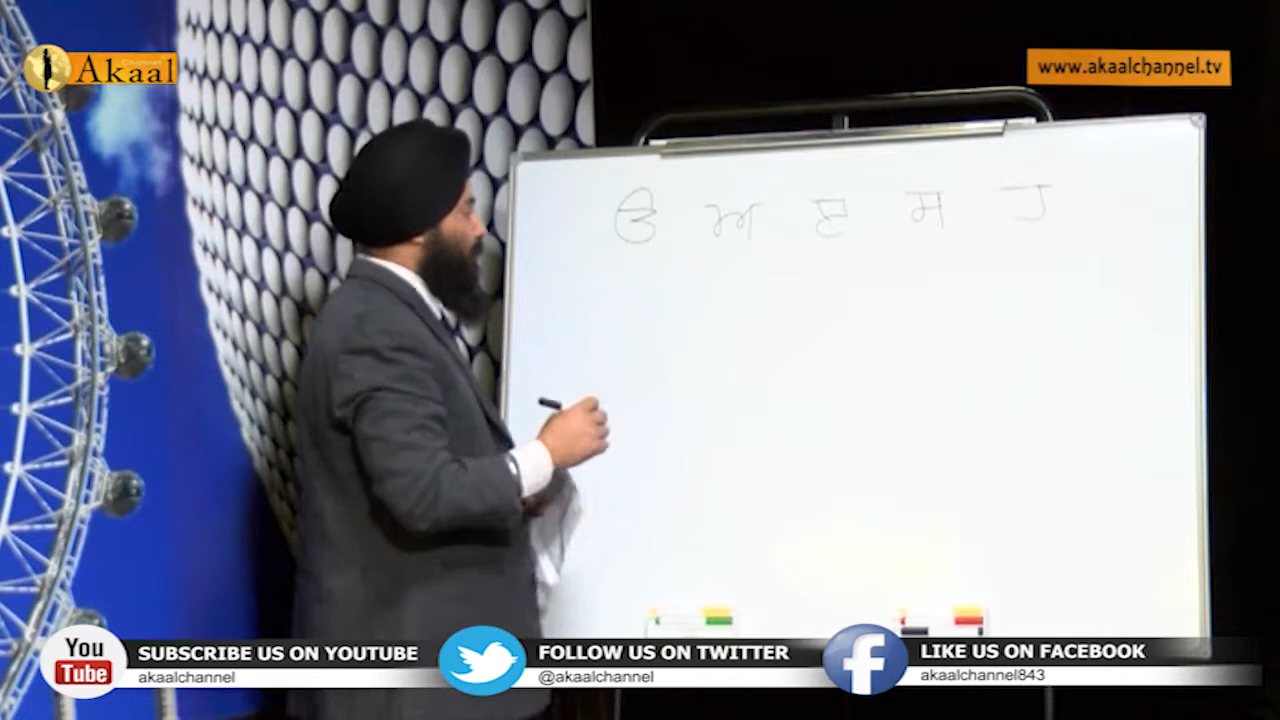 Akaal
Channel
www.akaalchannel.tv
ੳ ਅ ੲ ਸ ਹ
You
Tube
SUBSCRIBE US ON YOUTUBE
akaalchannel
FOLLOW US ON TWITTER
@akaalchannel
f
LIKE US ON FACEBOOK
akaalchannel843